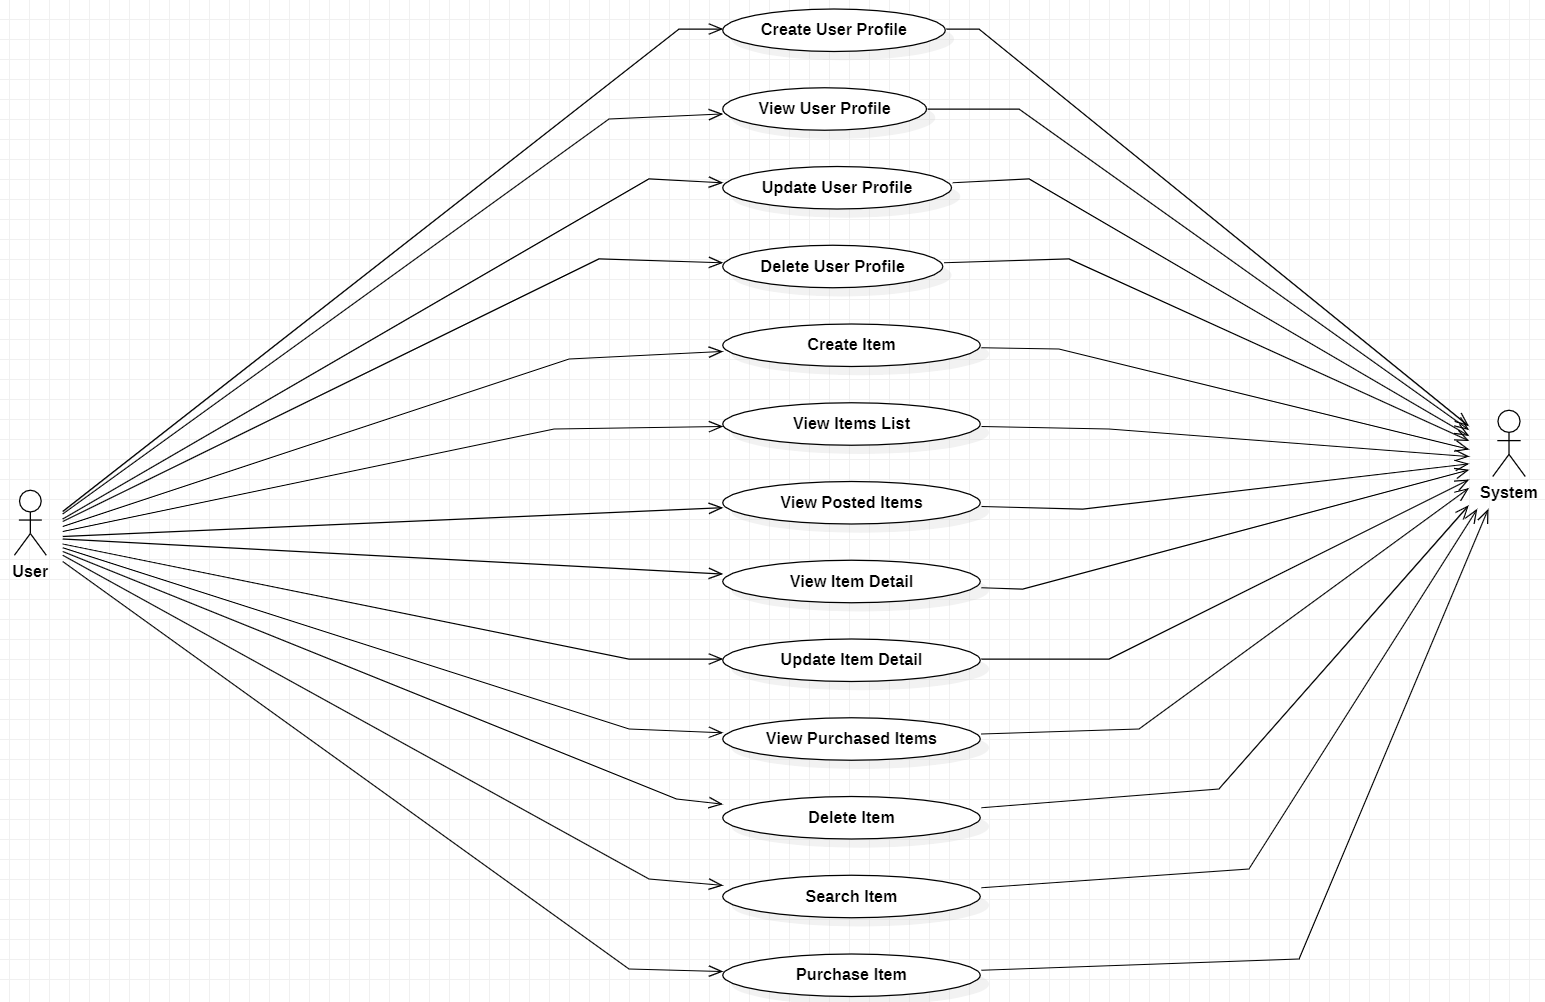 Create User Profile
View User Profile
Update User Profile
Delete User Profile
Create Item
View Items List
View Posted Items
View Item Detail
Update Item Detail
View Purchased Items
Delete Item
Search Item
Purchase Item
User
System